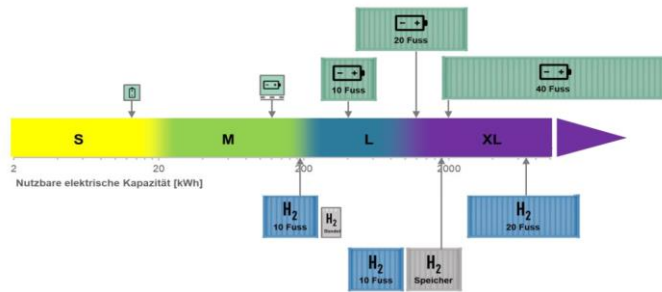 20 Fuss
10 Fuss
40 Fuss
S
M
L
XL
2
20
200
2000
Nutzbare elektrische Kapazität [kWh]
H₂
10 Fuss
H₂
Bündel
H₂
20 Fuss
H₂
10 Fuss
H₂
Speicher